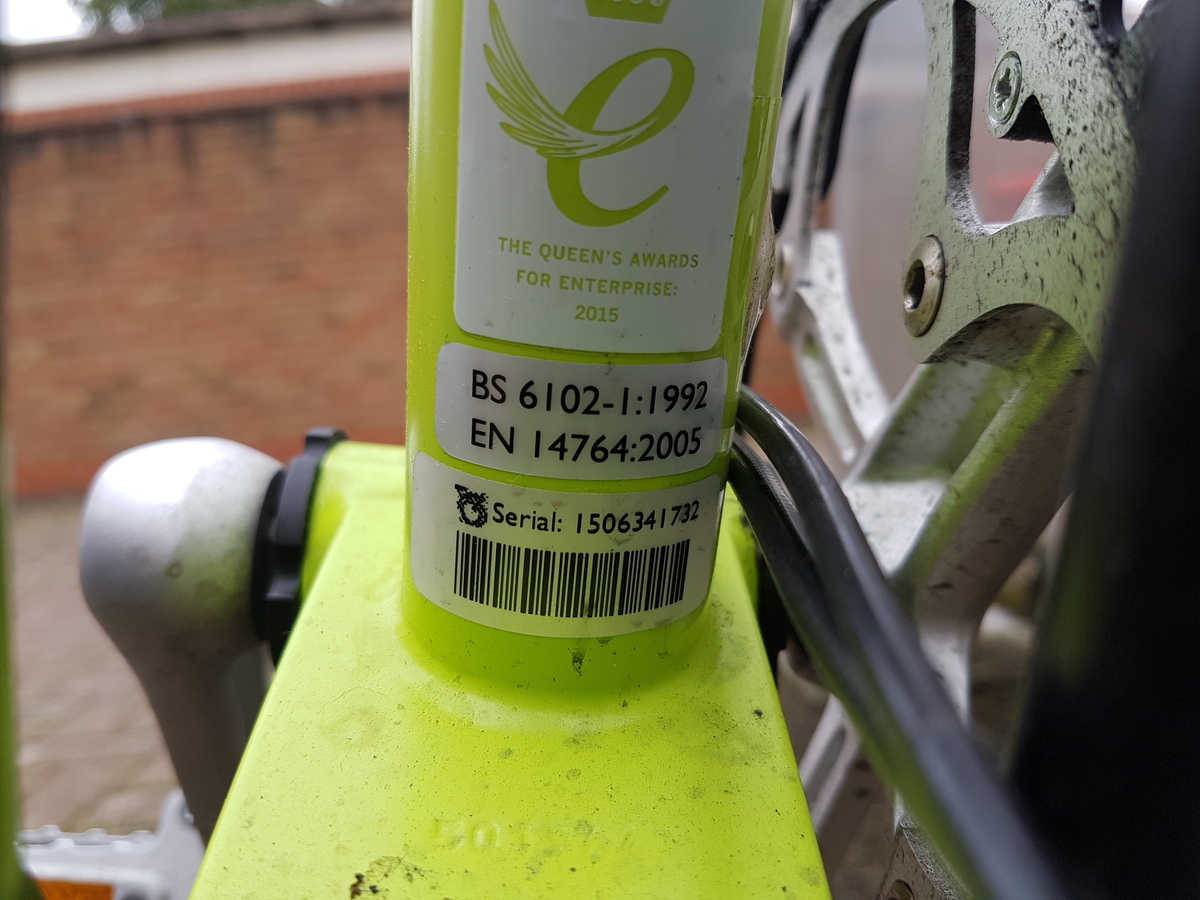 THE QUEEN'S AWARDS
FOR ENTERPRISE:
2015
BS 6102-1:1992
EN 14764:2005
Serial: 1506341732